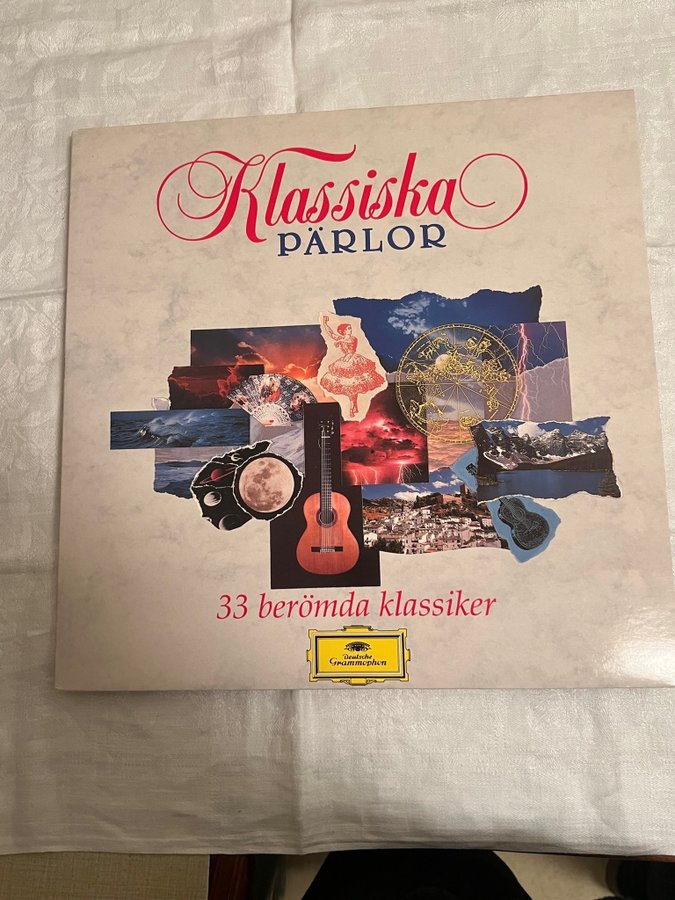 Klassiska
PÄRLOR
33 berömda klassiker
Deutsche
Grammophon